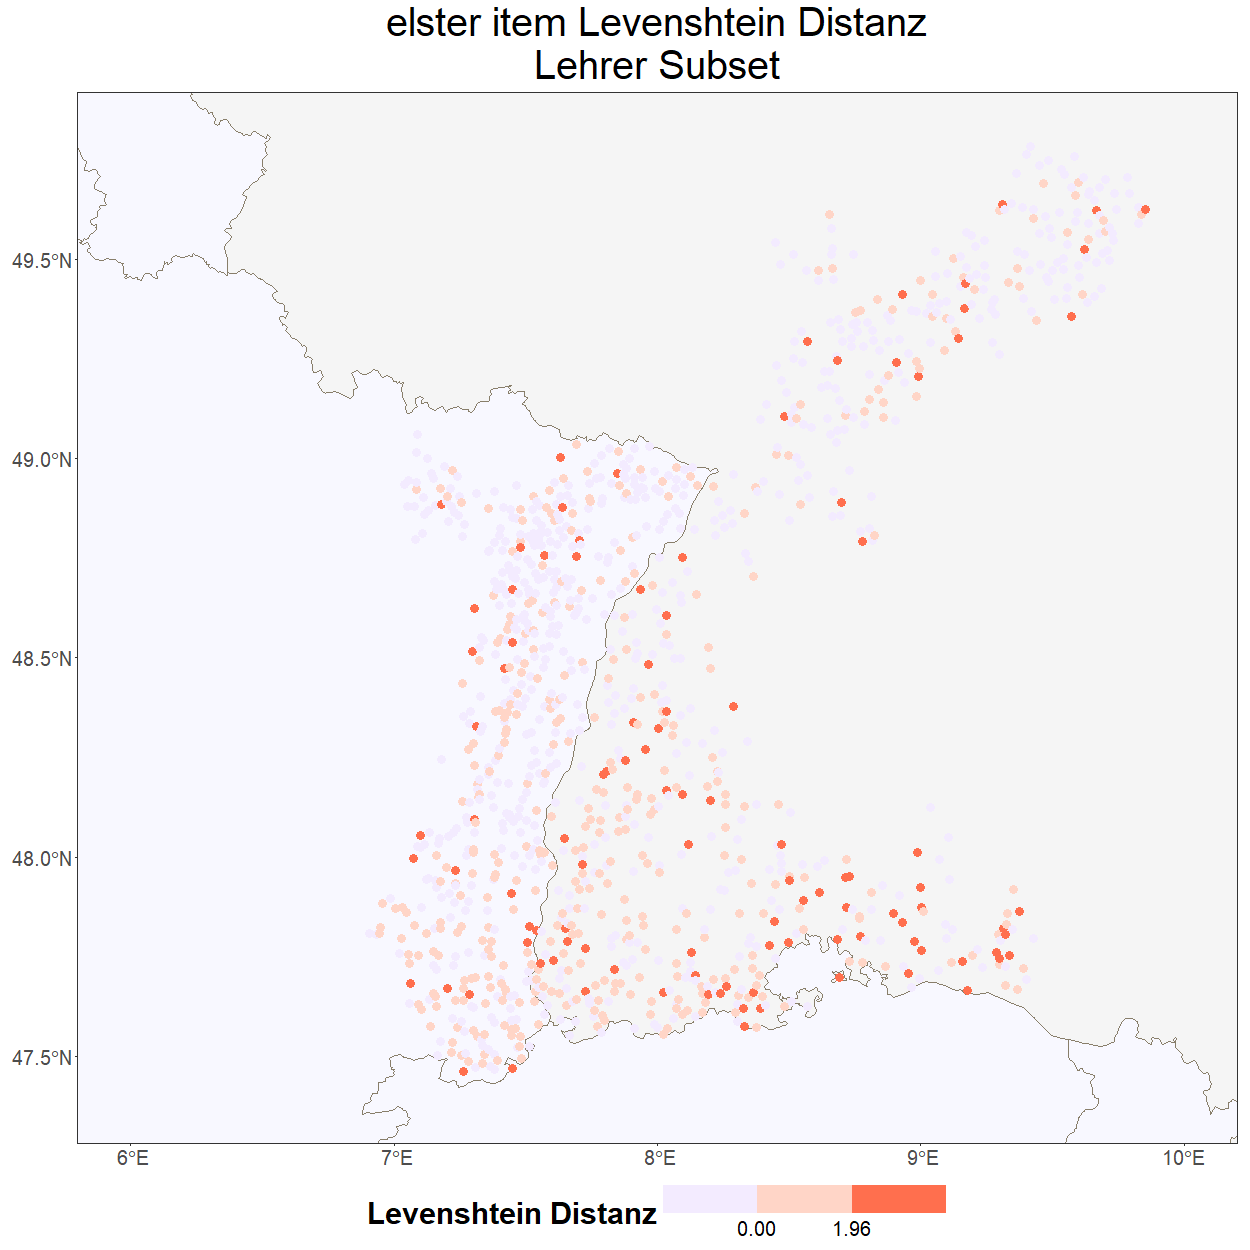 elster item Levenshtein Distanz
Lehrer Subset
49.5°N
49.0°N
48.5°N
48.0°N
47.5°N
6°E 7°E 8°E 9°E 10°E
Levenshtein Distanz
0.00 1.96